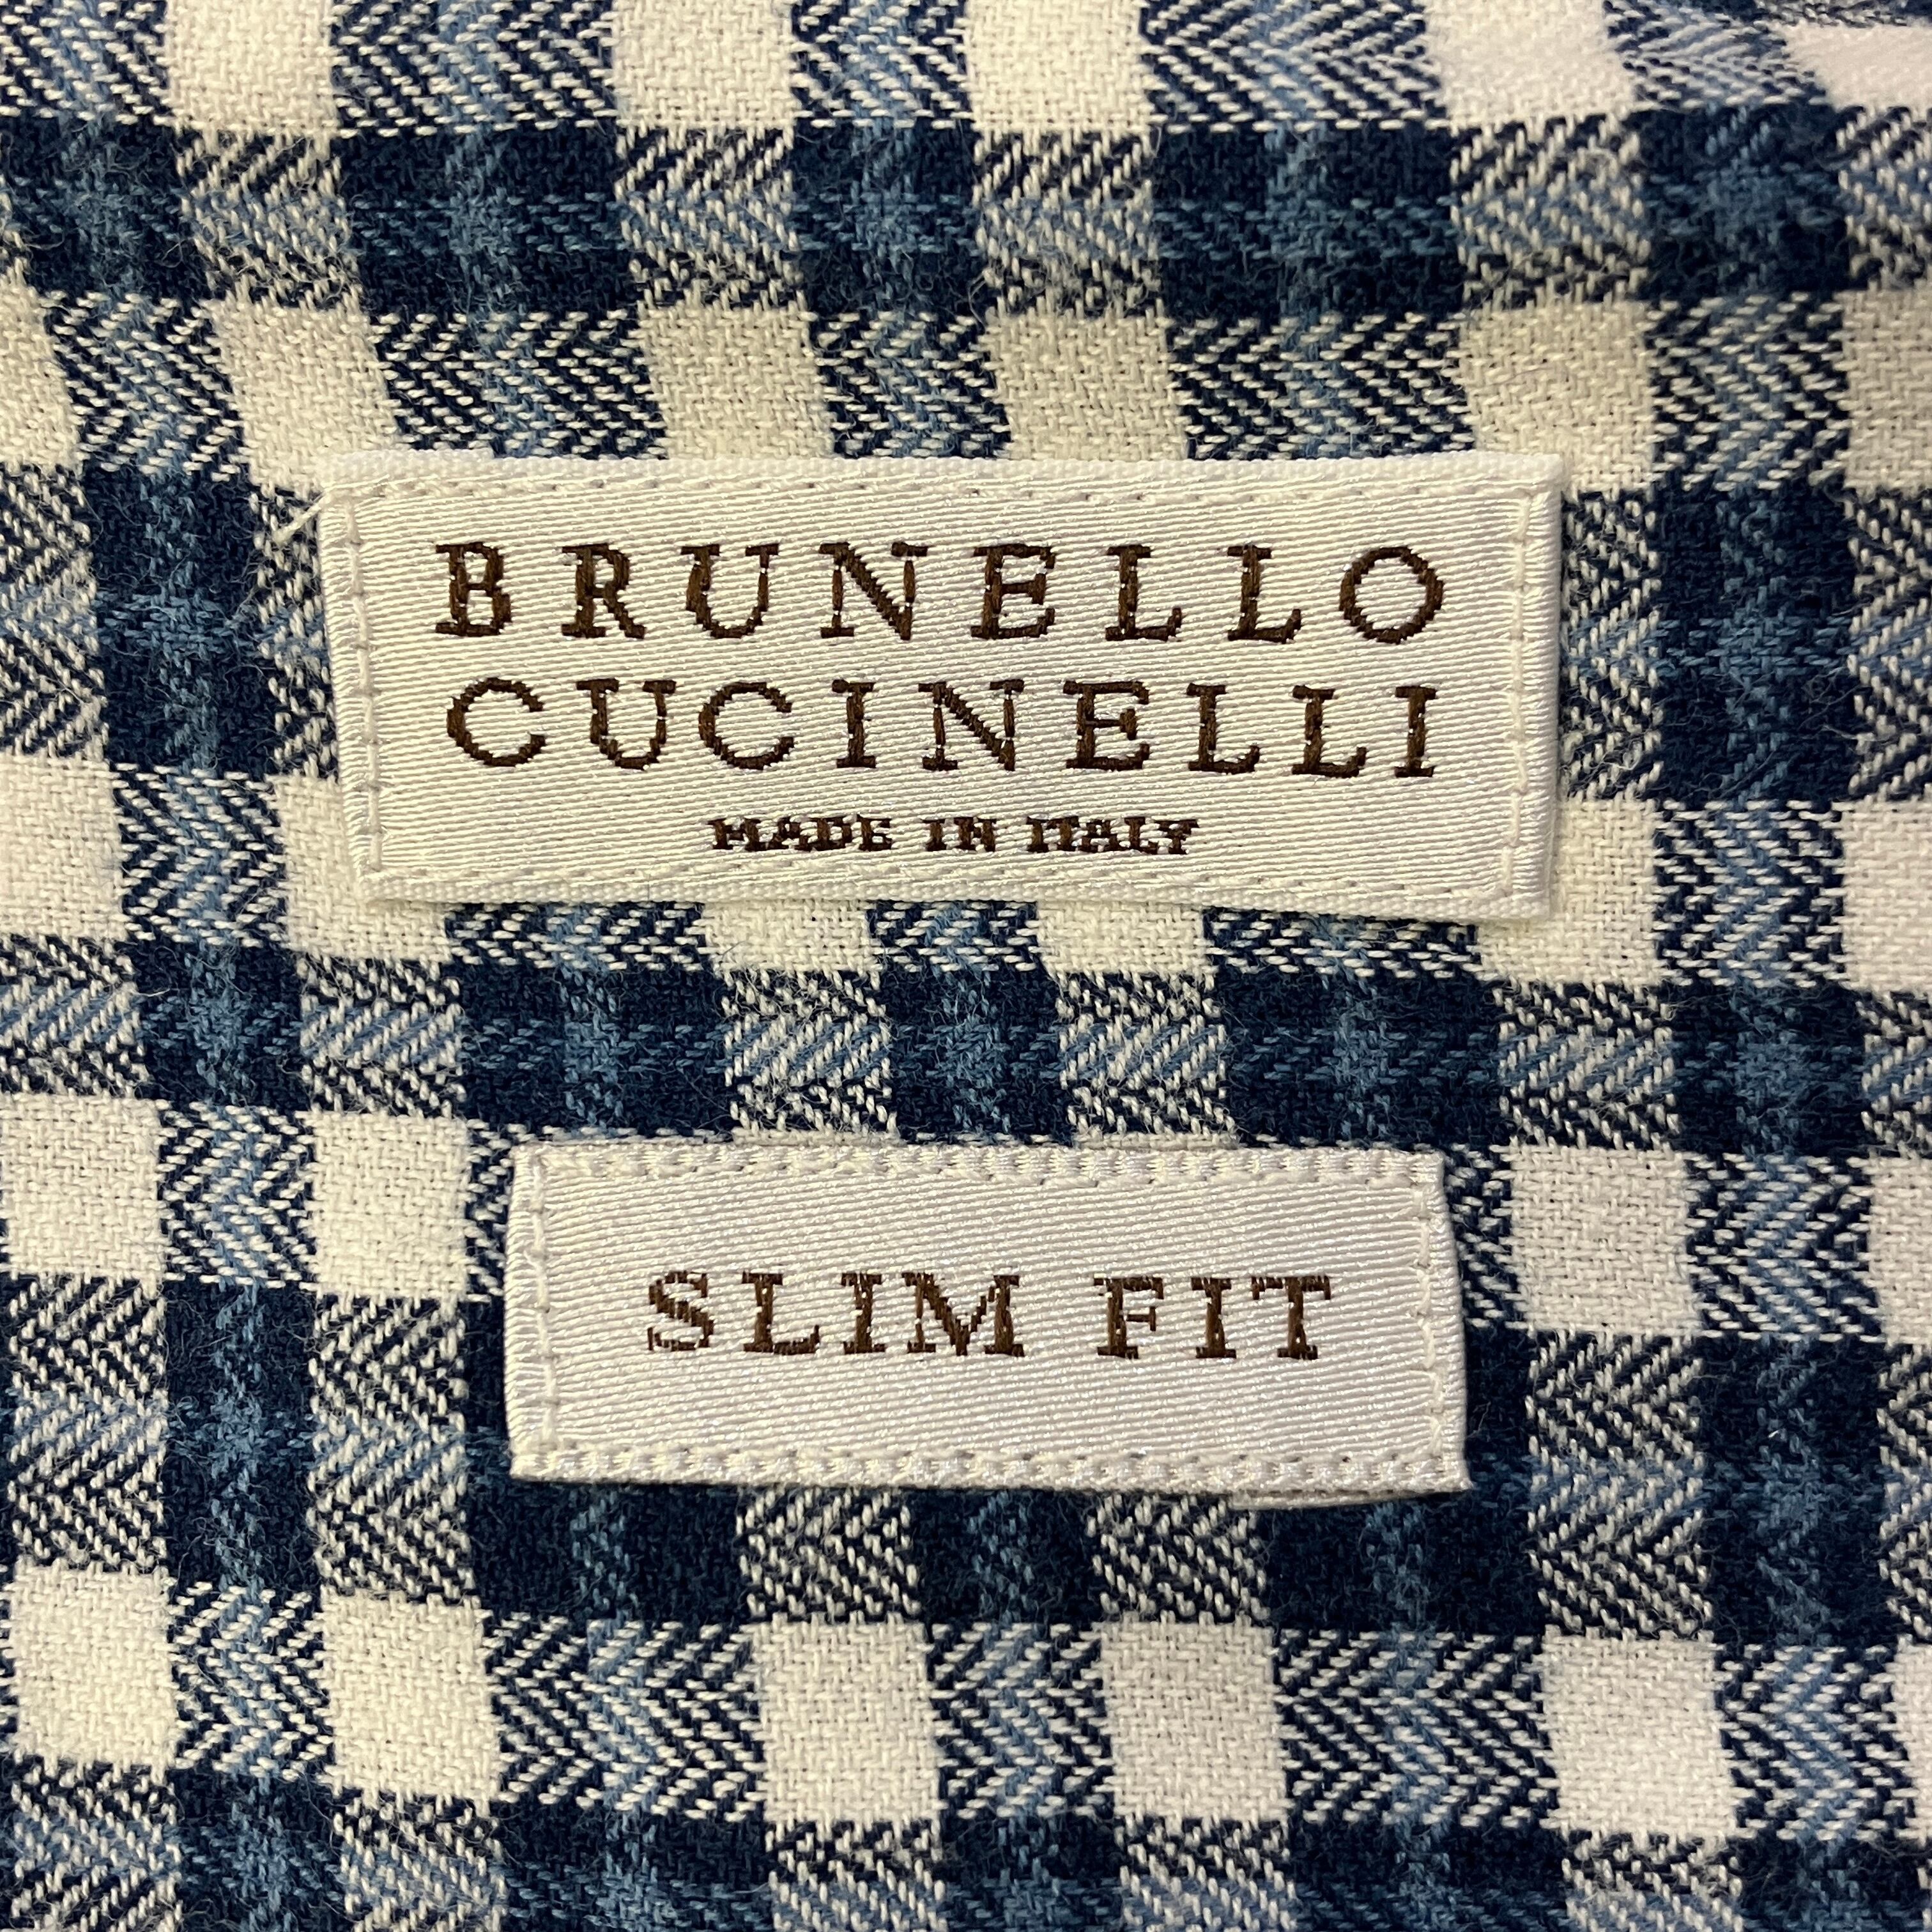 BRUNELLO
CUCINELLI
MADE IN ITALY
SLIM FIT